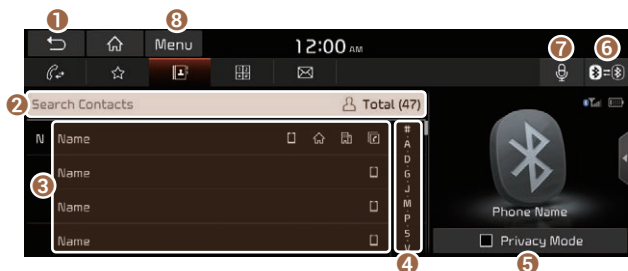 1 8
Menu 12:00 AM 7 6
2 Search Contacts Total (47)
N Name
3 Name
Name
Name
#
A
D
G
J
M
P
S
V
Phone Name
Privacy Mode
4 5